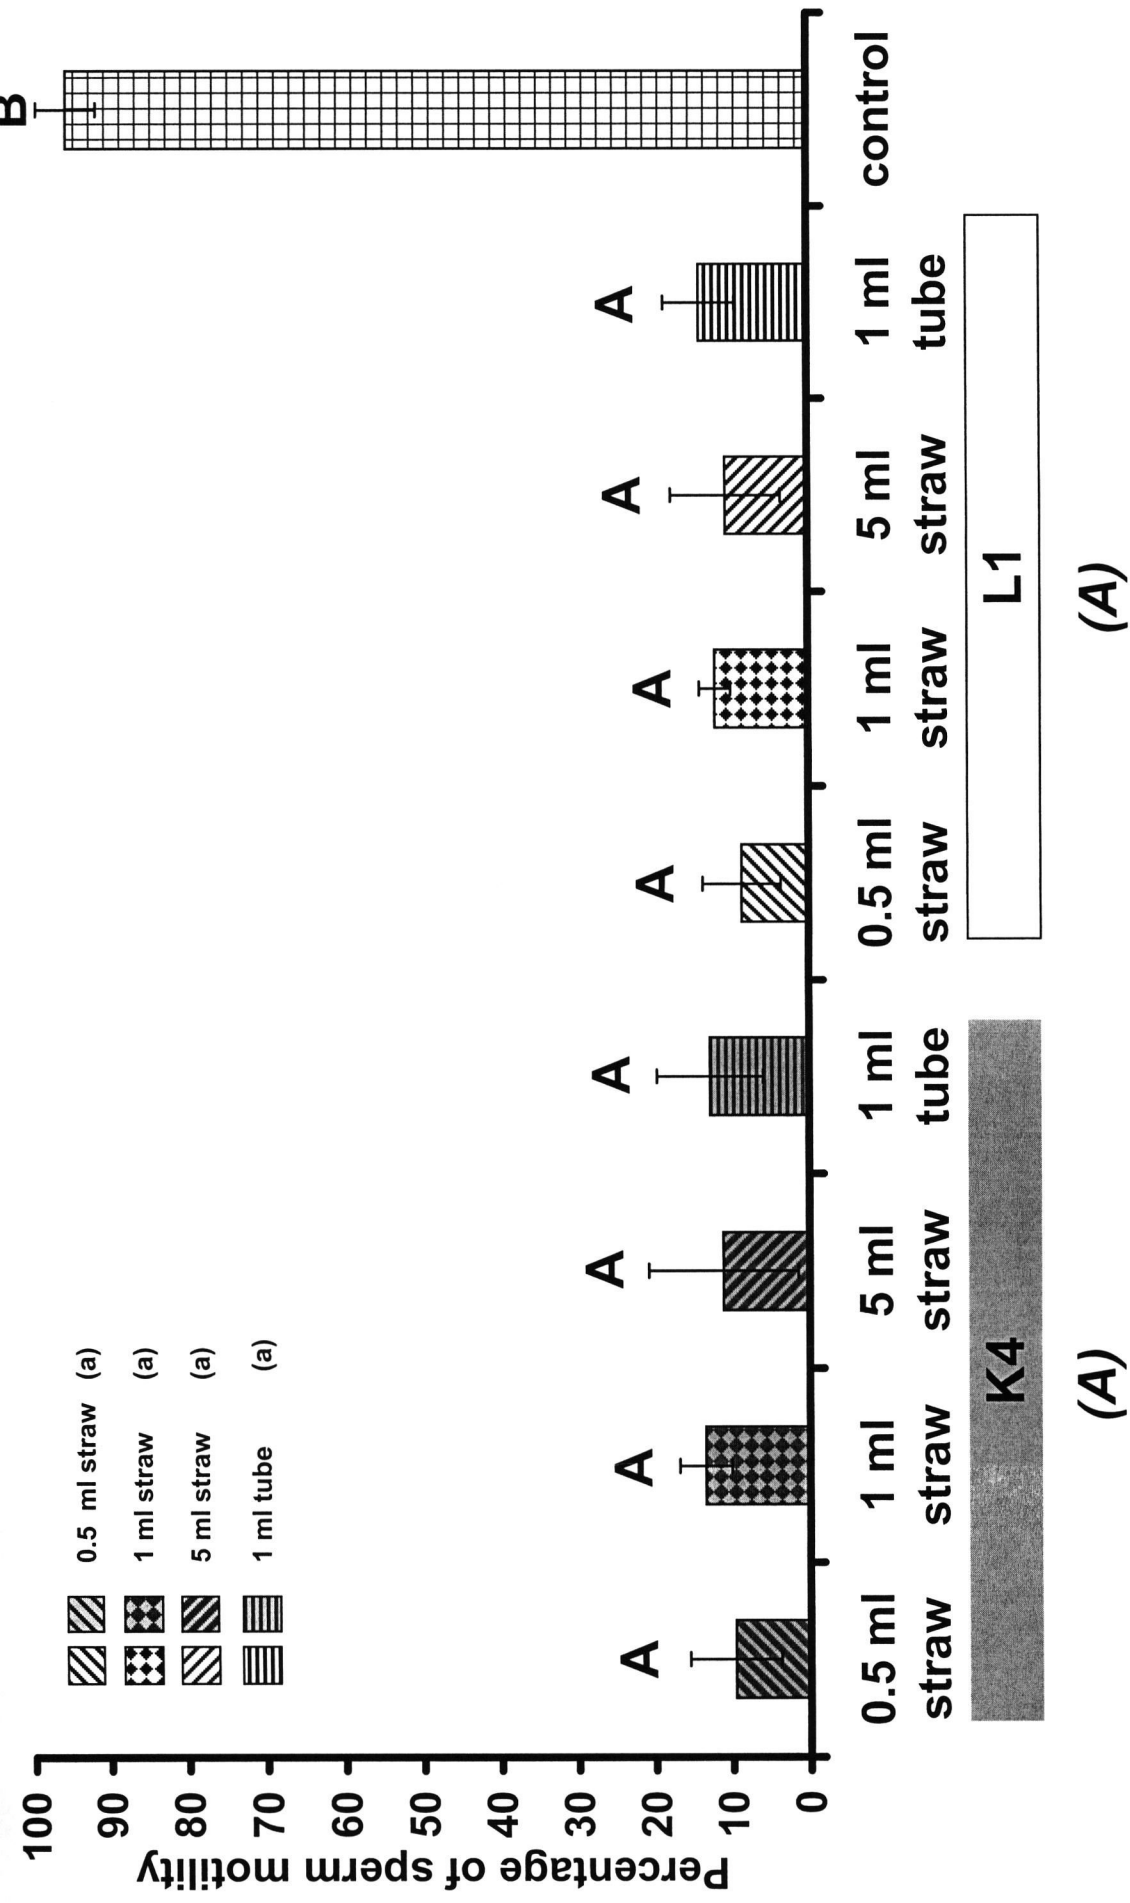 Percentage of sperm motility
100
90
80
70
60
50
40
30
20
10
0
0.5 ml straw (a)
1 ml straw (a)
5 ml straw (a)
1 ml tube (a)
A
A
A
A
A
A
A
A
B
0.5 ml
straw
1 ml
straw
5 ml
straw
1 ml
tube
0.5 ml
straw
1 ml
straw
5 ml
straw
1 ml
tube
control
K4
L1
(A)
(A)